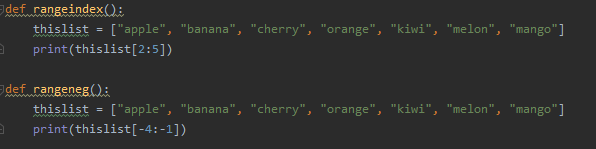 def rangeindex():
    thislist = ["apple", "banana", "cherry", "orange", "kiwi", "melon", "mango"]
    print(thislist[2:5])
def rangeneg():
    thislist = ["apple", "banana", "cherry", "orange", "kiwi", "melon", "mango"]
    print(thislist[-4:-1])